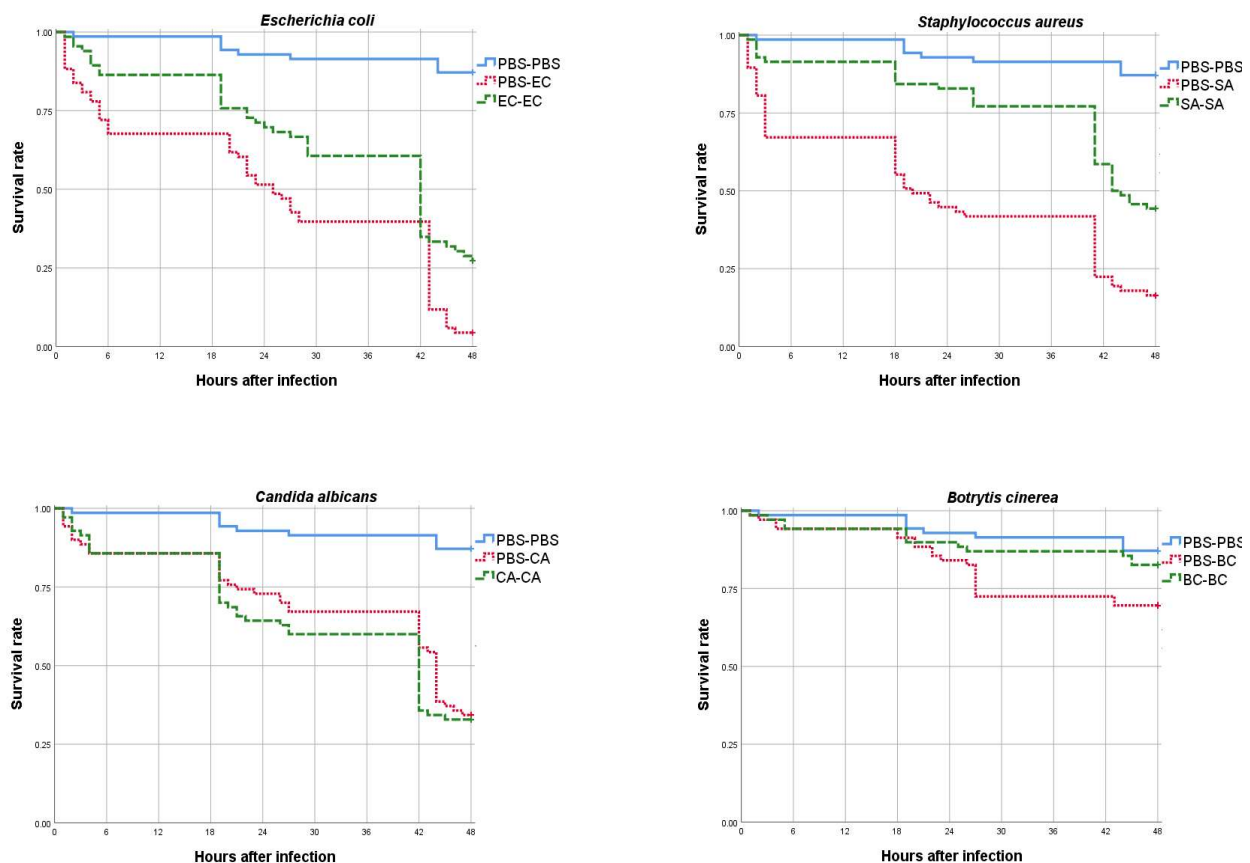 Escherichia coli
Survival rate
1.00
0.75
0.50
0.25
0.00
0 6 12 18 24 30 36 42 48
Hours after infection
PBS-PBS
PBS-EC
EC-EC
Staphylococcus aureus
Survival rate
1.00
0.75
0.50
0.25
0.00
0 6 12 18 24 30 36 42 48
Hours after infection
PBS-PBS
PBS-SA
SA-SA
Candida albicans
Survival rate
1.00
0.75
0.50
0.25
0.00
0 6 12 18 24 30 36 42 48
Hours after infection
PBS-PBS
PBS-CA
CA-CA
Botrytis cinerea
Survival rate
1.00
0.75
0.50
0.25
0.00
0 6 12 18 24 30 36 42 48
Hours after infection
PBS-PBS
PBS-BC
BC-BC